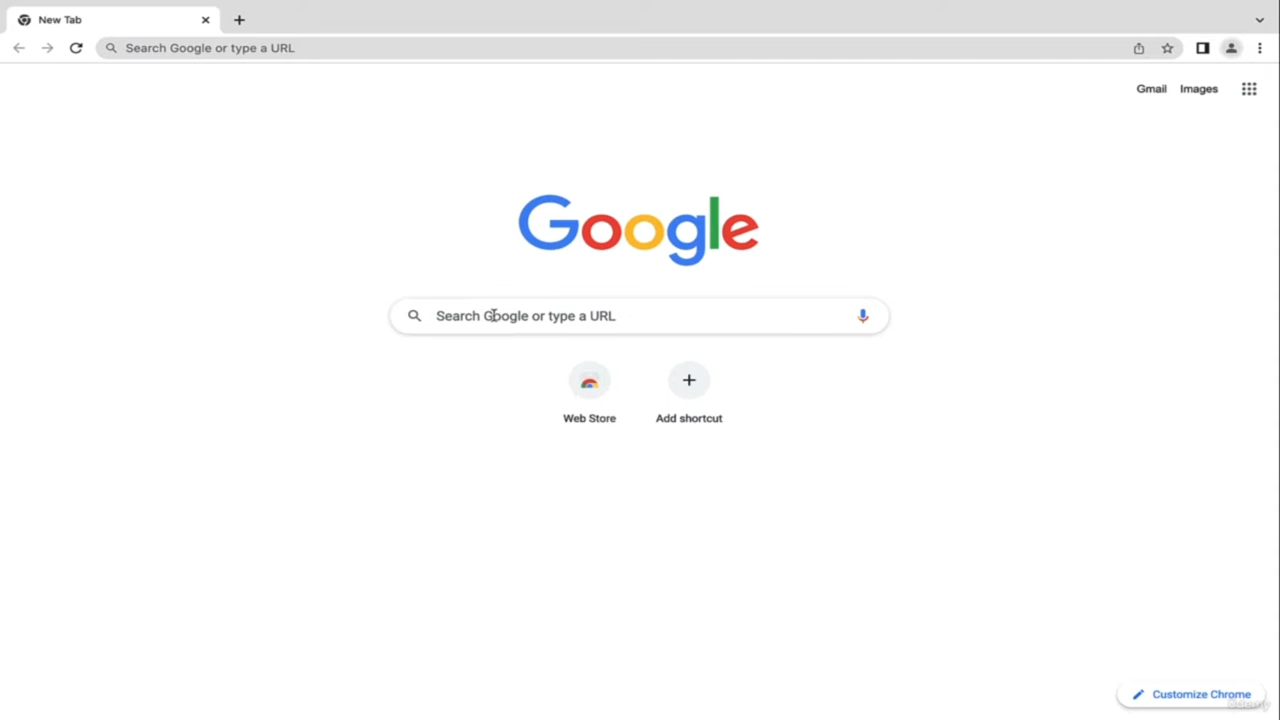 New Tab
Search Google or type a URL
Gmail Images
Google
Search Google or type a URL
Web Store Add shortcut
Customize Chrome
ûdemy